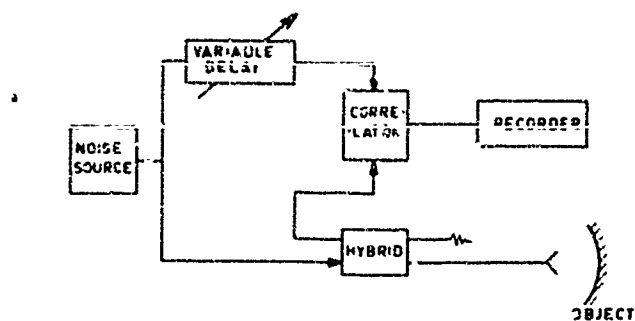 a
VARIABLE
DELAY
NOISE
SOURCE
CORRE-
-LATOR
RECORDER
HYBRID
OBJECT